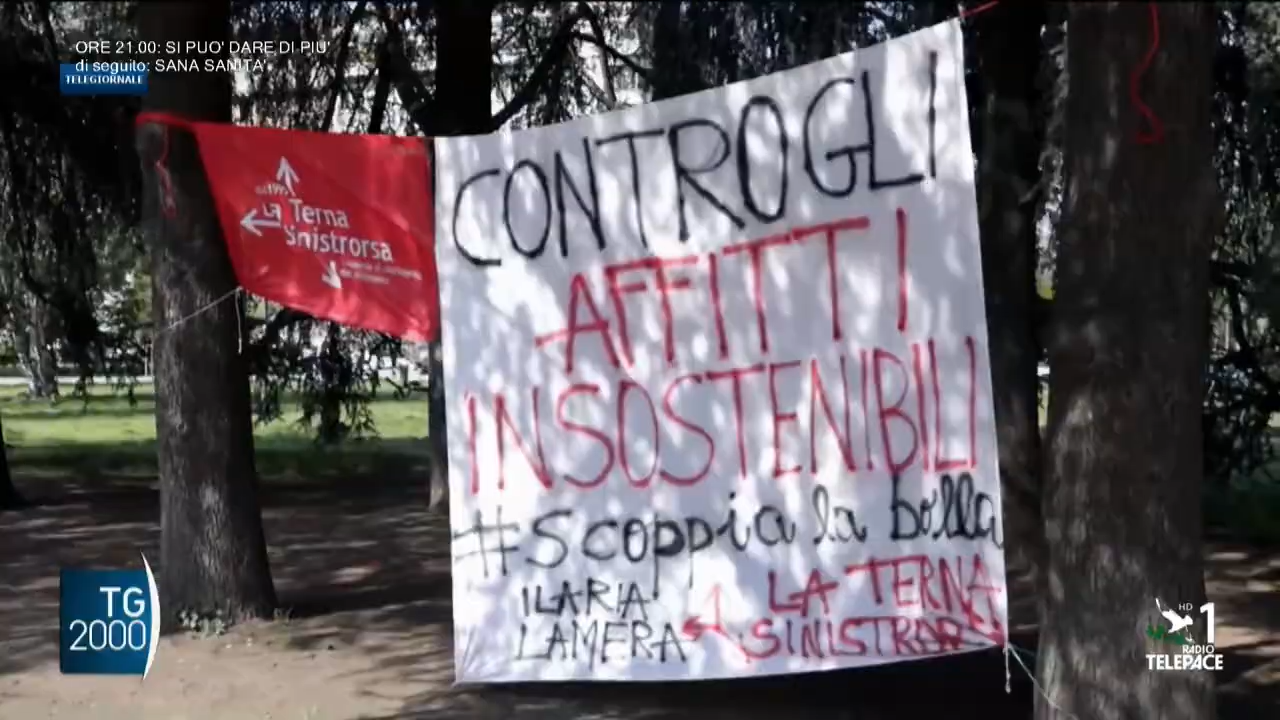 ORE 21.00: SI PUO' DARE DI PIU'
di seguito: SANA SANITA'
TELEGIORNALE
La Terna
Sinistrorsa
CONTRO GLI
AFFITTI
INSOSTENIBILI
#Scoppia la bolla
ILARIA
LAMERA
LA TERNA
SINISTRORSA
TG
2000
HD
1
RADIO
TELEPACE